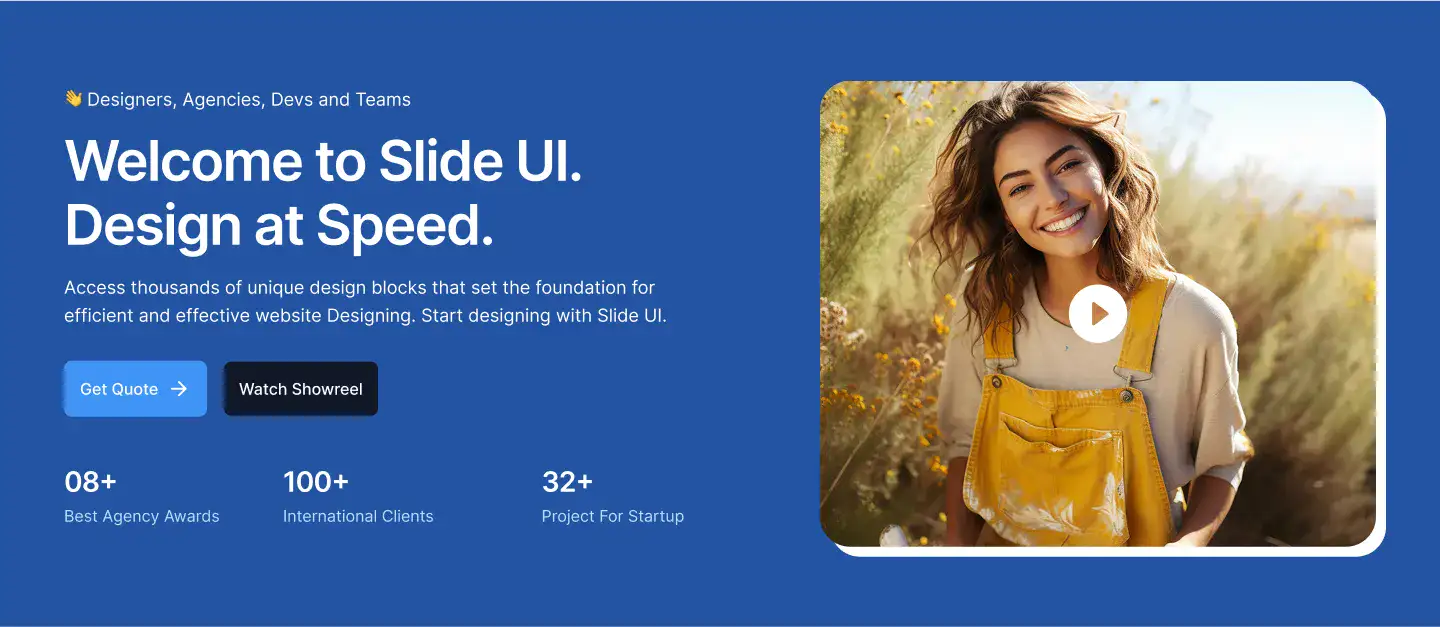 👋 Designers, Agencies, Devs and Teams
Welcome to Slide UI.
Design at Speed.
Access thousands of unique design blocks that set the foundation for
efficient and effective website Designing. Start designing with Slide UI.
Get Quote →
Watch Showreel
08+
Best Agency Awards
100+
International Clients
32+
Project For Startup